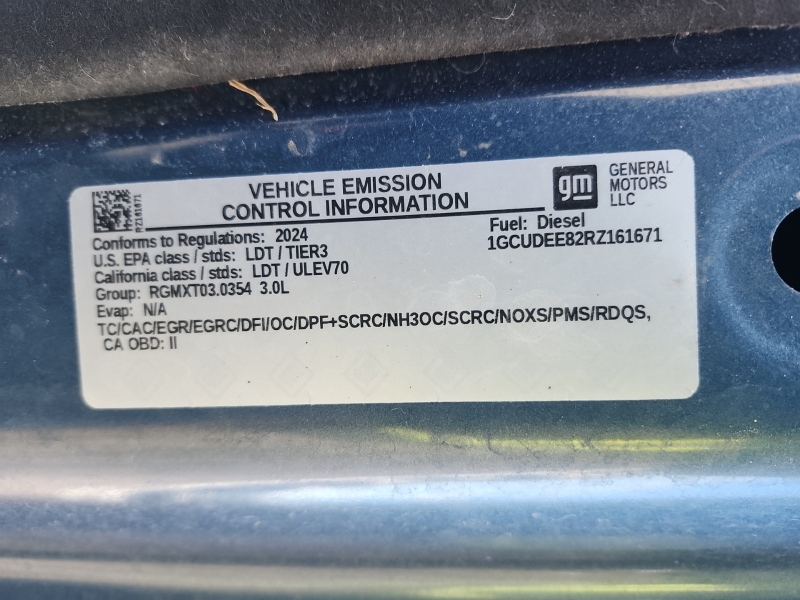 RZ161671
VEHICLE EMISSION
CONTROL INFORMATION
gm
GENERAL
MOTORS
LLC
Conforms to Regulations: 2024
Fuel: Diesel
U.S. EPA class / stds: LDT / TIER3
1GCUDEE82RZ161671
California class / stds: LDT / ULEV70
Group: RGMXT03.0354 3.0L
Evap: N/A
TC/CAC/EGR/EGRC/DFI/OC/DPF+SCRC/NH3OC/SCRC/NOXS/PMS/RDQS,
CA OBD: II